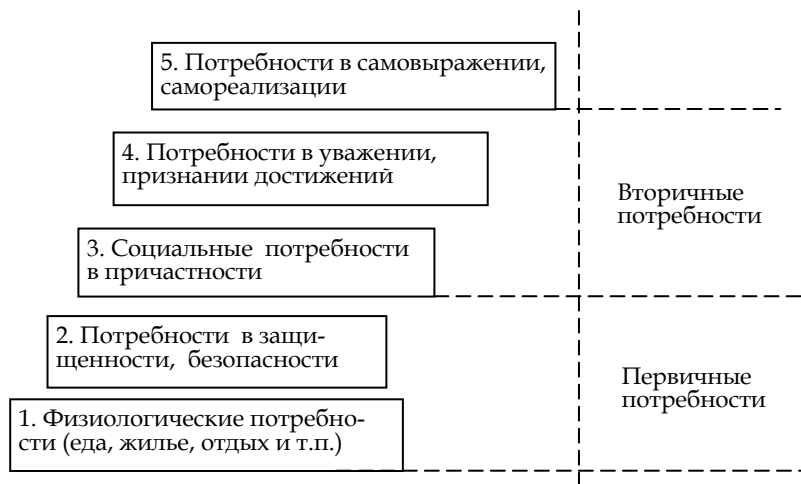 5. Потребности в самовыражении,
самореализации
4. Потребности в уважении,
признании достижений
Вторичные
потребности
3. Социальные потребности
в причастности
2. Потребности в защи-
щенности, безопасности
Первичные
потребности
1. Физиологические потребно-
сти (еда, жилье, отдых и т.п.)